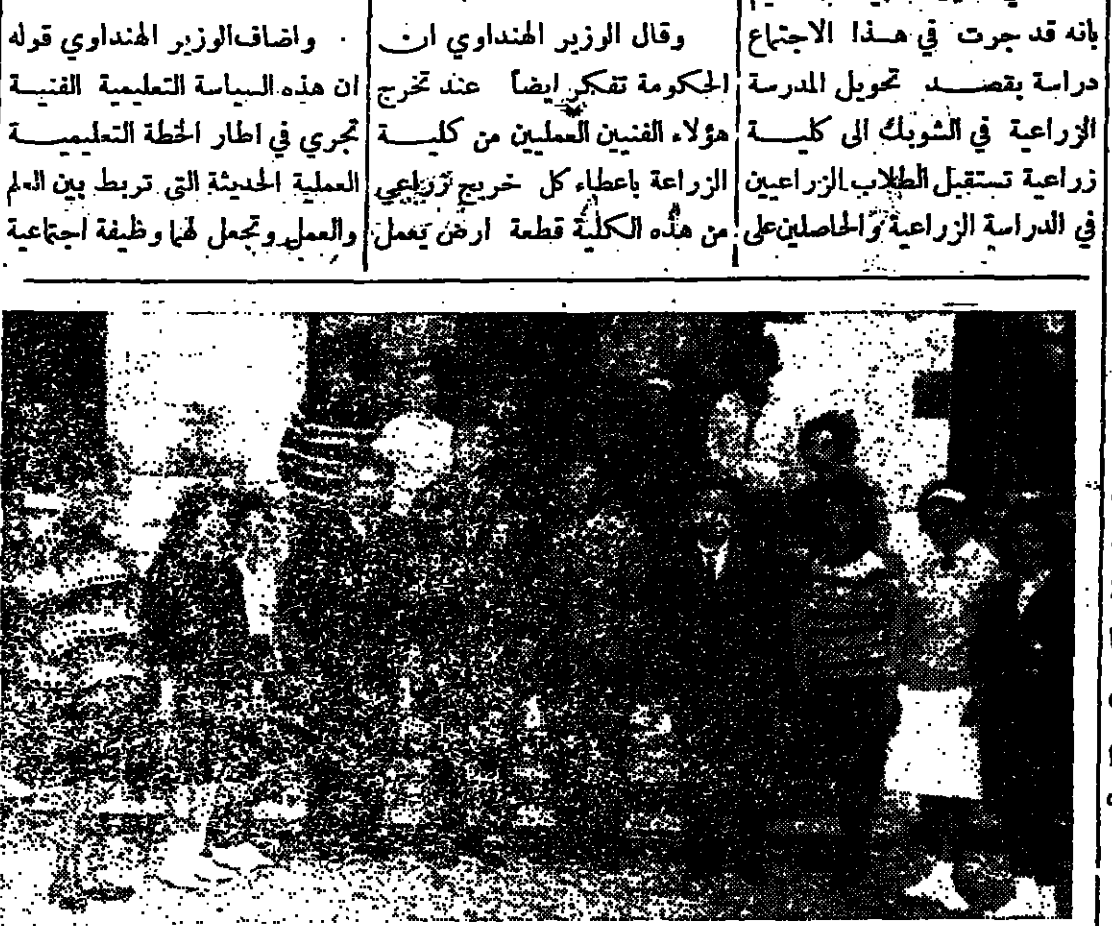 بانه قد جرت في هذا الاجتماع
دراسة بقصد تحويل المدرسة
الزراعية في الشوبك الى كلية
زراعية تستقبل الطلاب الزراعيين
في الدراسة الزراعية والحاصلين على
وقال الوزير الهنداوي ان
الحكومة تفكر ايضاً عند تخرج
هؤلاء الفنيين العمليين من كلية
الزراعة باعطاء كل خريج زراعي
من هذه الكلية قطعة ارض يعمل
واضاف الوزير الهنداوي قوله
ان هذه السياسة التعليمية الفنية
تجري في اطار الخطة التعليمية
العملية الحديثة التي تربط بين العلم
والعمل وتجعل لهما وظيفة اجتماعية